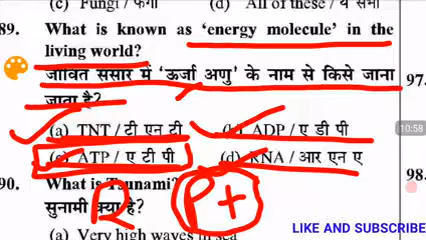 (c) Fungi / फंगी (d) All of these / ये सभी
89. What is known as 'energy molecule' in the
living world?
जीवित संसार में 'ऊर्जा अणु' के नाम से किसे जाना
जाता है?
97.
(a) TNT / टी एन टी (b) ADP / ए डी पी
10:58
(c) ATP / ए टी पी (d) RNA / आर एन ए
98.
90. What is Tsunami?
सुनामी क्या है?
R P+
LIKE AND SUBSCRIBE
(a) Very high waves in sea